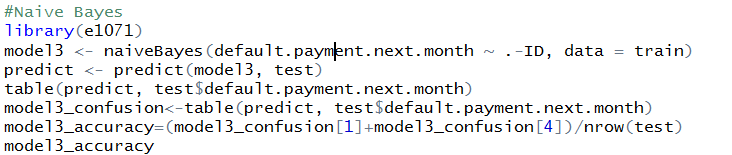 #Naive Bayes
library(e1071)
model3 <- naiveBayes(default.payment.next.month ~ .-ID, data = train)
predict <- predict(model3, test)
table(predict, test$default.payment.next.month)
model3_confusion<-table(predict, test$default.payment.next.month)
model3_accuracy=(model3_confusion[1]+model3_confusion[4])/nrow(test)
model3_accuracy